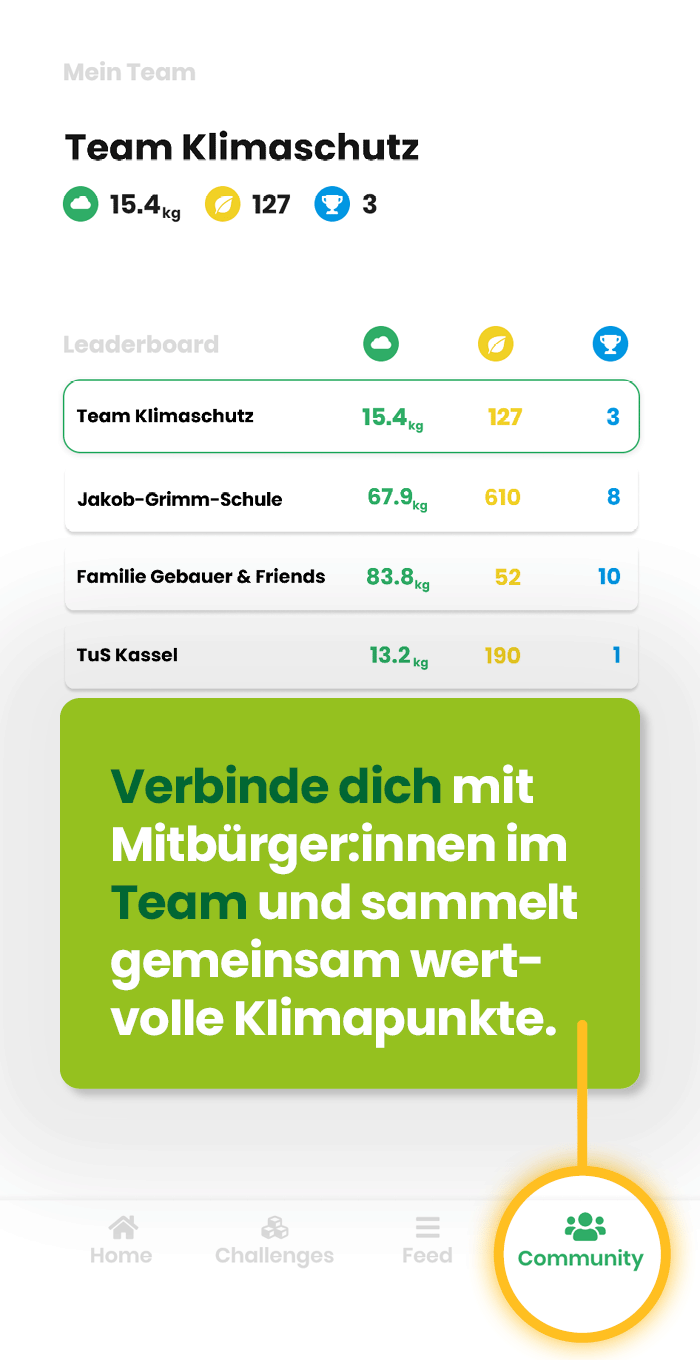 Mein Team
Team Klimaschutz
15.4kg 127 3
Leaderboard
Team Klimaschutz 15.4kg 127 3
Jakob-Grimm-Schule 67.9kg 610 8
Familie Gebauer & Friends 83.8kg 52 10
TuS Kassel 13.2kg 190 1
Verbinde dich mit
Mitbürger:innen im
Team und sammelt
gemeinsam wert-
volle Klimapunkte.
Home Challenges Feed Community